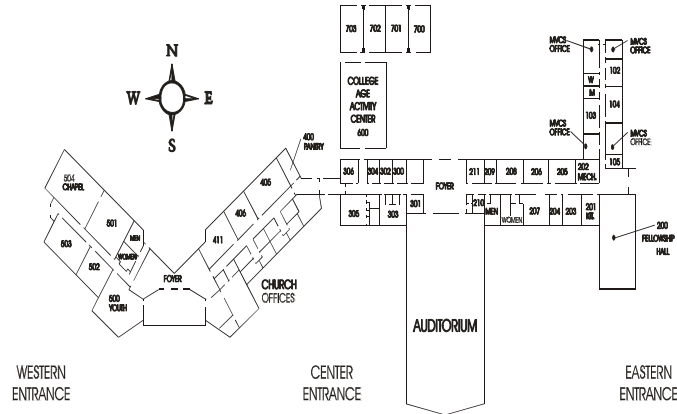 703 702 701 700
MVCS
OFFICE
MVCS
OFFICE
N
W E
S
COLLEGE
AGE
ACTIVITY
CENTER
600
102
W
M
104
103
MVCS
OFFICE
MVCS
OFFICE
105
400
PANTRY
306 304 302 300
FOYER
211 209 208 206 205 202
MECH.
504
CHAPEL
405
406
411
501
MEN
WOMEN
503
502
500
YOUTH
FOYER
CHURCH
OFFICES
305 303 301
210 MEN WOMEN 207 204 203 201
KIT.
200
FELLOWSHIP
HALL
AUDITORIUM
WESTERN
ENTRANCE
CENTER
ENTRANCE
EASTERN
ENTRANCE